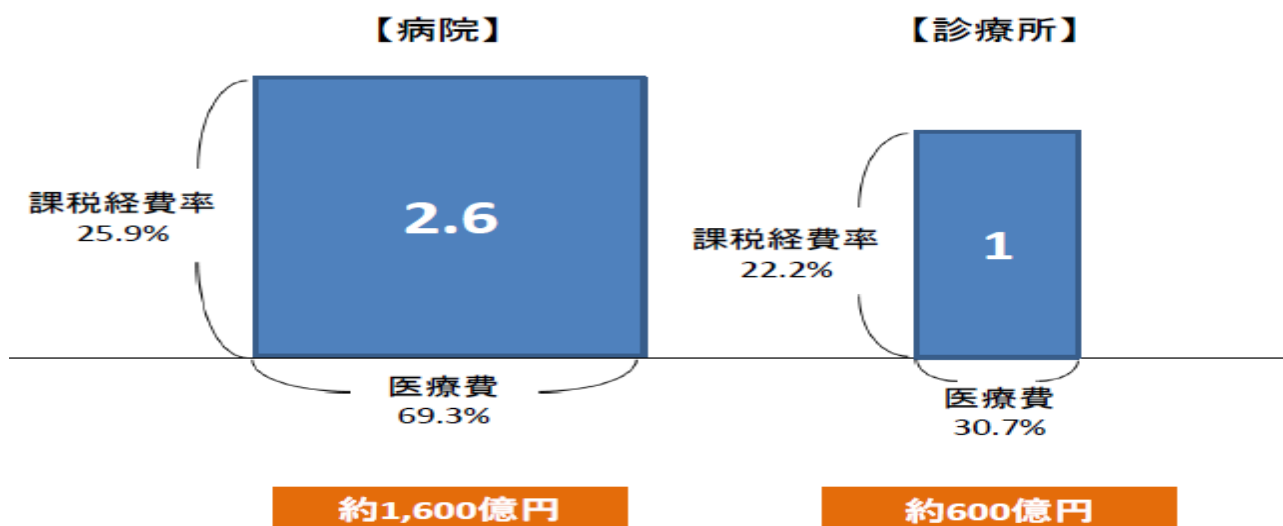 【病院】
【診療所】
課税経費率
25.9%
2.6
課税経費率
22.2%
1
医療費
69.3%
医療費
30.7%
約1,600億円
約600億円